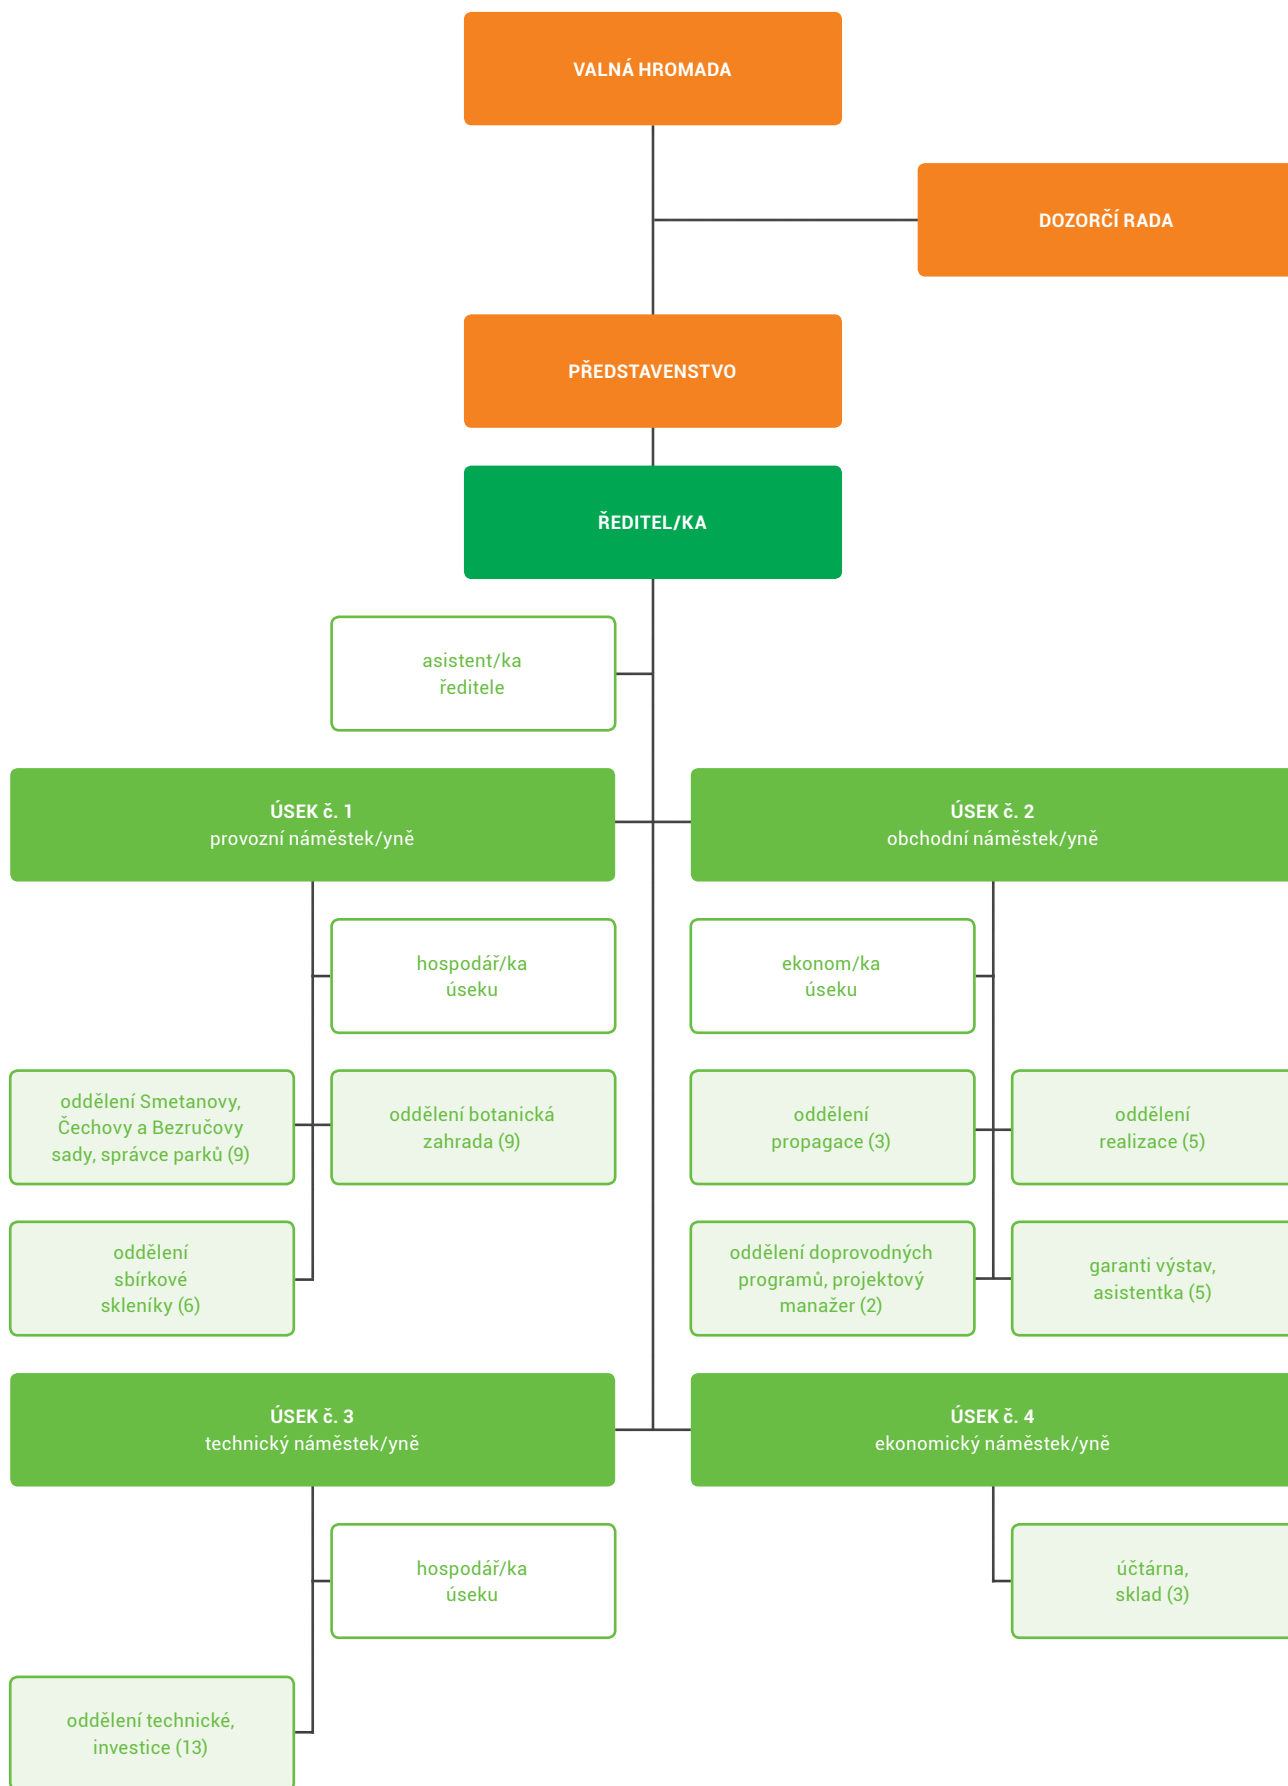 VALNÁ HROMADA
DOZORČÍ RADA
PŘEDSTAVENSTVO
ŘEDITEL/KA
asistent/ka
ředitele
ÚSEK č. 1
provozní náměstek/yně
ÚSEK č. 2
obchodní náměstek/yně
hospodář/ka
úseku
ekonom/ka
úseku
oddělení Smetanovy,
Čechovy a Bezručovy
sady, správce parků (9)
oddělení botanická
zahrada (9)
oddělení
propagace (3)
oddělení
realizace (5)
oddělení
sbírkové
skleníky (6)
oddělení doprovodných
programů, projektový
manažer (2)
garanti výstav,
asistentka (5)
ÚSEK č. 3
technický náměstek/yně
ÚSEK č. 4
ekonomický náměstek/yně
hospodář/ka
úseku
účtárna,
sklad (3)
oddělení technické,
investice (13)